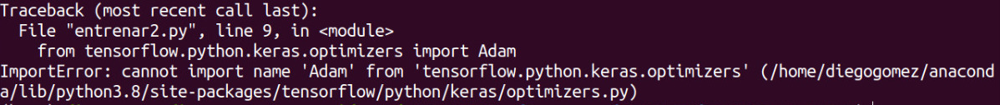 Traceback (most recent call last):
  File "entrenar2.py", line 9, in <module>
    from tensorflow.python.keras.optimizers import Adam
ImportError: cannot import name 'Adam' from 'tensorflow.python.keras.optimizers' (/home/diegogomez/anacond
a/lib/python3.8/site-packages/tensorflow/python/keras/optimizers.py)